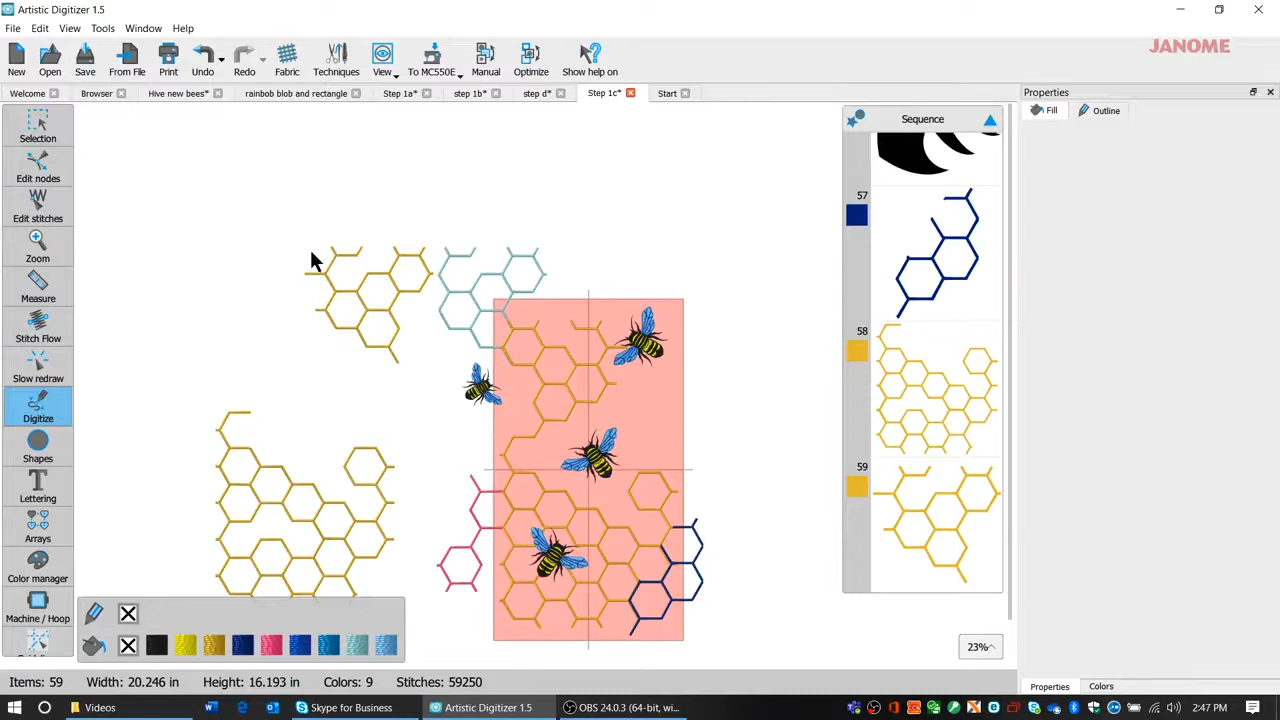 Artistic Digitizer 1.5
File Edit View Tools Window Help
JANOME
New Open Save From File Print Undo Redo Fabric Techniques View To MC550E Manual Optimize Show help on
Welcome Browser Hive new bees* rainbob blob and rectangle Step 1a* step 1b* step d* Step 1c* Start
Properties
Fill Outline
Selection
Edit nodes
Edit stitches
Zoom
Measure
Stitch Flow
Slow redraw
Digitize
Shapes
Lettering
Arrays
Color manager
Machine / Hoop
Sequence
57
58
59
23%
Properties Colors
Items: 59 Width: 20.246 in Height: 16.193 in Colors: 9 Stitches: 59250
Videos Skype for Business Artistic Digitizer 1.5 OBS 24.0.3 (64-bit, wi... 2:47 PM